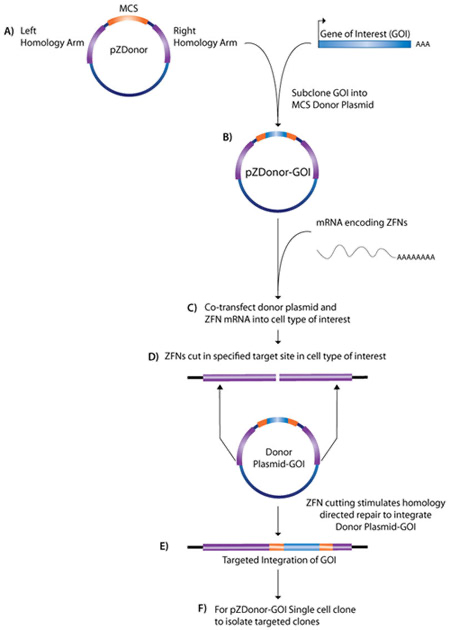 MCS
A) Left
Homology Arm
pZDonor
Right
Homology Arm
Gene of Interest (GOI)
AAA
Subclone GOI into
MCS Donor Plasmid
B)
pZDonor-GOI
mRNA encoding ZFNs
AAAAAAAA
C) Co-transfect donor plasmid and
ZFN mRNA into cell type of interest
D) ZFNs cut in specified target site in cell type of interest
Donor
Plasmid-GOI
ZFN cutting stimulates homology
directed repair to integrate
Donor Plasmid-GOI
E)
Targeted Integration of GOI
F) For pZDonor-GOI Single cell clone
to isolate targeted clones